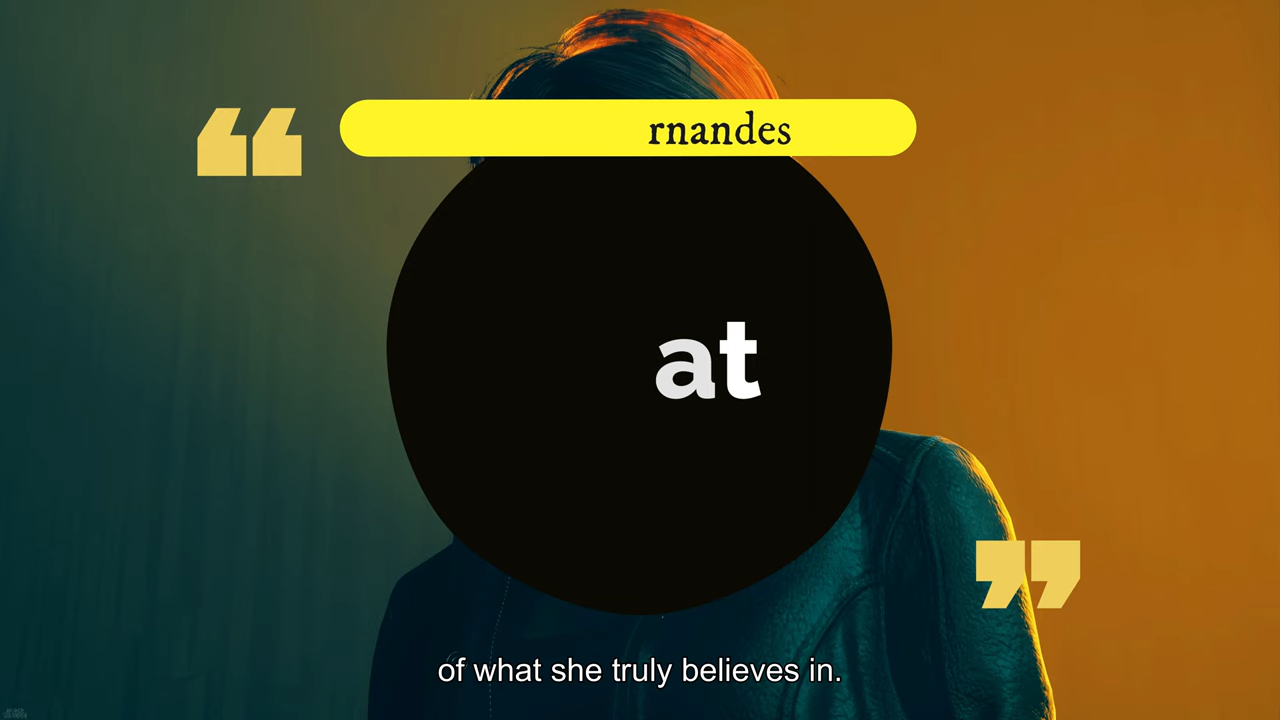 rnandes
at
of what she truly believes in.